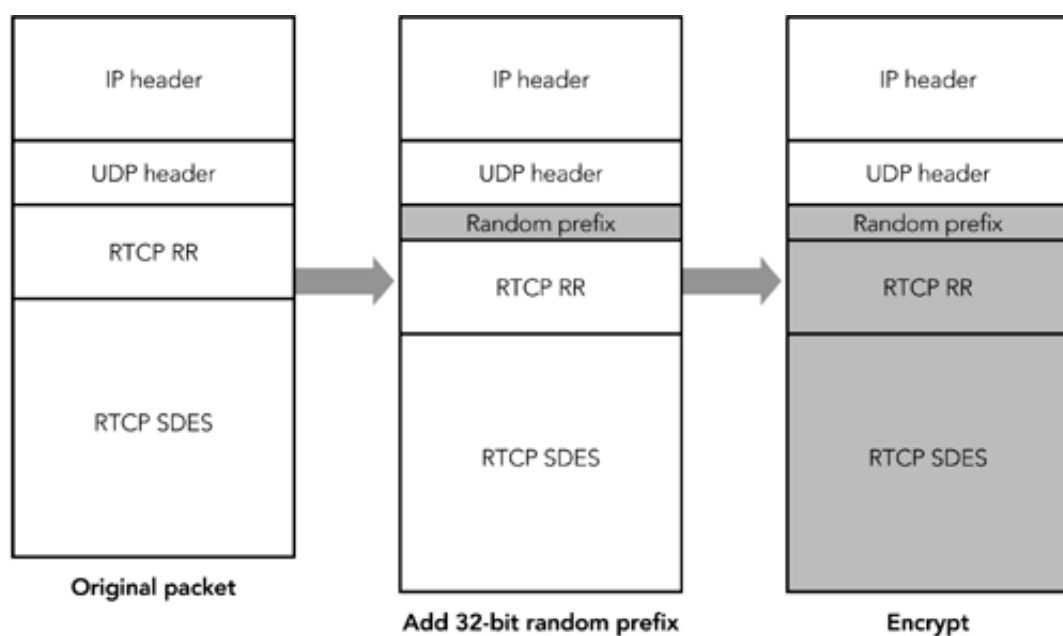 IP header
UDP header
RTCP RR
RTCP SDES
Original packet
IP header
UDP header
Random prefix
RTCP RR
RTCP SDES
Add 32-bit random prefix
IP header
UDP header
Random prefix
RTCP RR
RTCP SDES
Encrypt